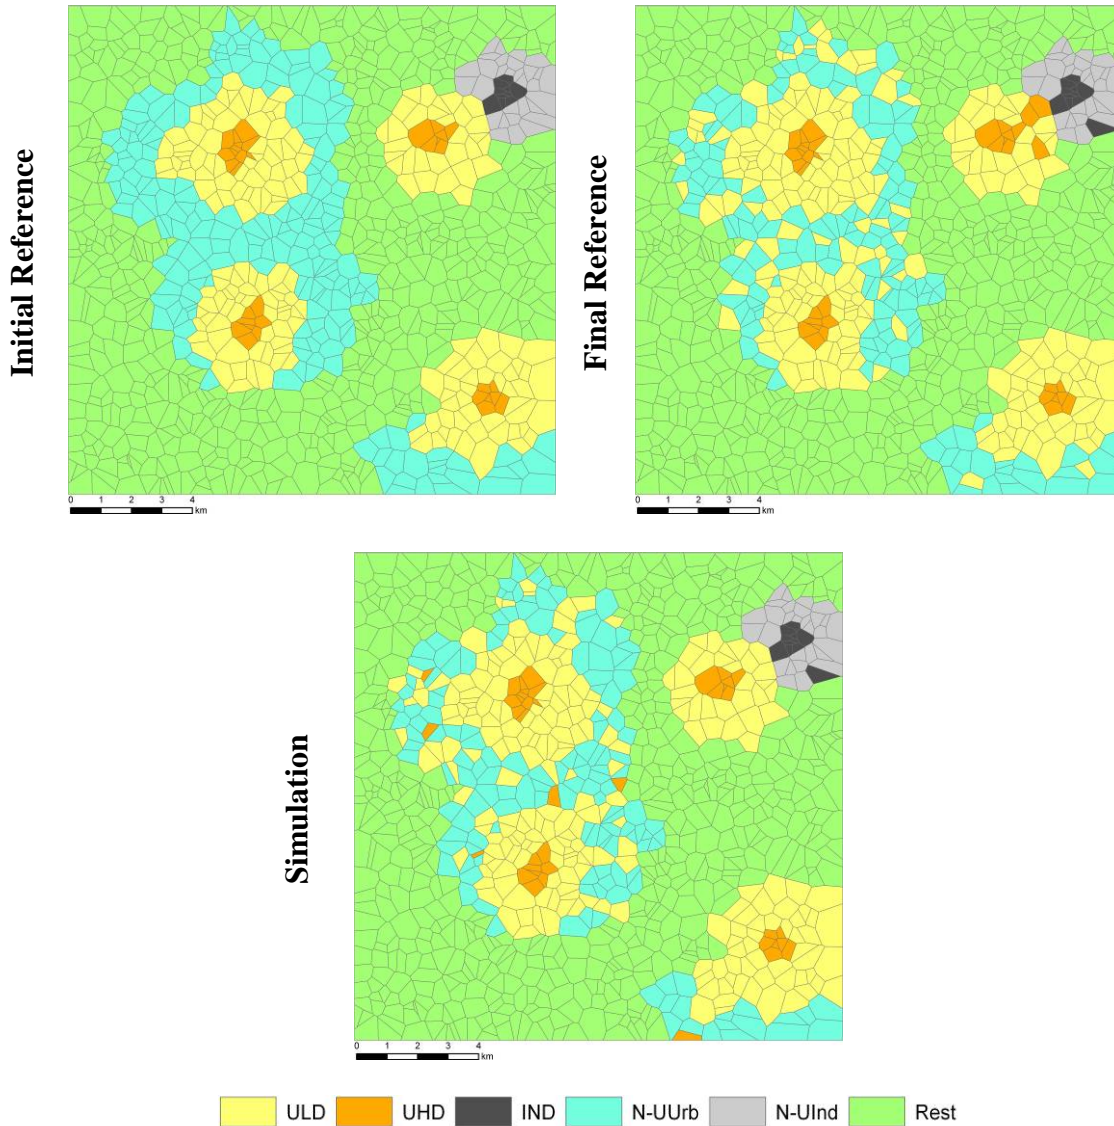 Initial Reference
0 1 2 3 4
km
Final Reference
0 1 2 3 4
km
Simulation
0 1 2 3 4
km
ULD UHD IND N-UUrb N-UInd Rest